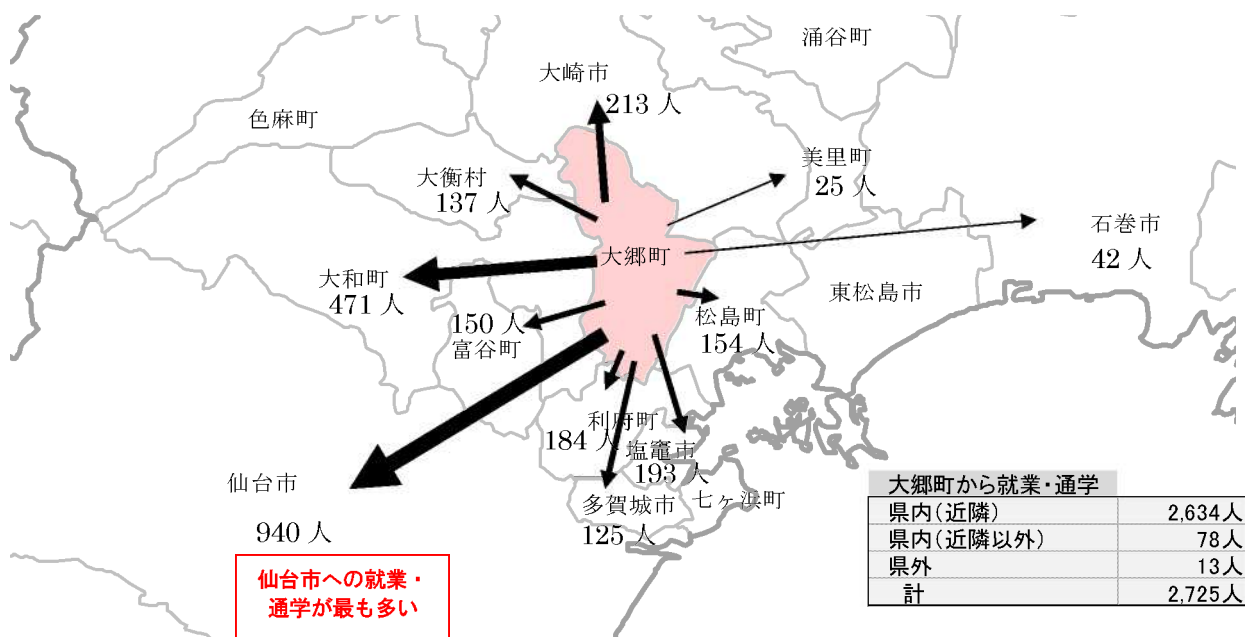 涌谷町
大崎市
213 人
色麻町
美里町
25 人
大衡村
137 人
石巻市
42 人
大郷町
大和町
471 人
東松島市
松島町
154 人
150 人
富谷町
利府町
184 人
塩竈市
193 人
仙台市
940 人
多賀城市
125 人
七ヶ浜町
仙台市への就業・
通学が最も多い
大郷町から就業・通学
県内(近隣) 2,634人
県内(近隣以外) 78人
県外 13人
計 2,725人